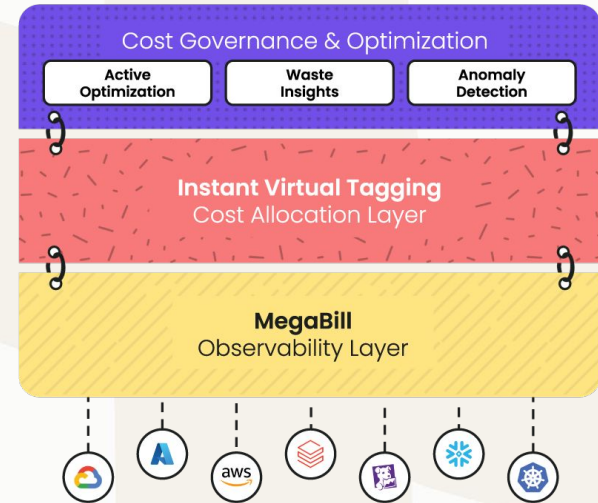 Cost Governance & Optimization
Active
Optimization
Waste
Insights
Anomaly
Detection
Instant Virtual Tagging
Cost Allocation Layer
MegaBill
Observability Layer
aws